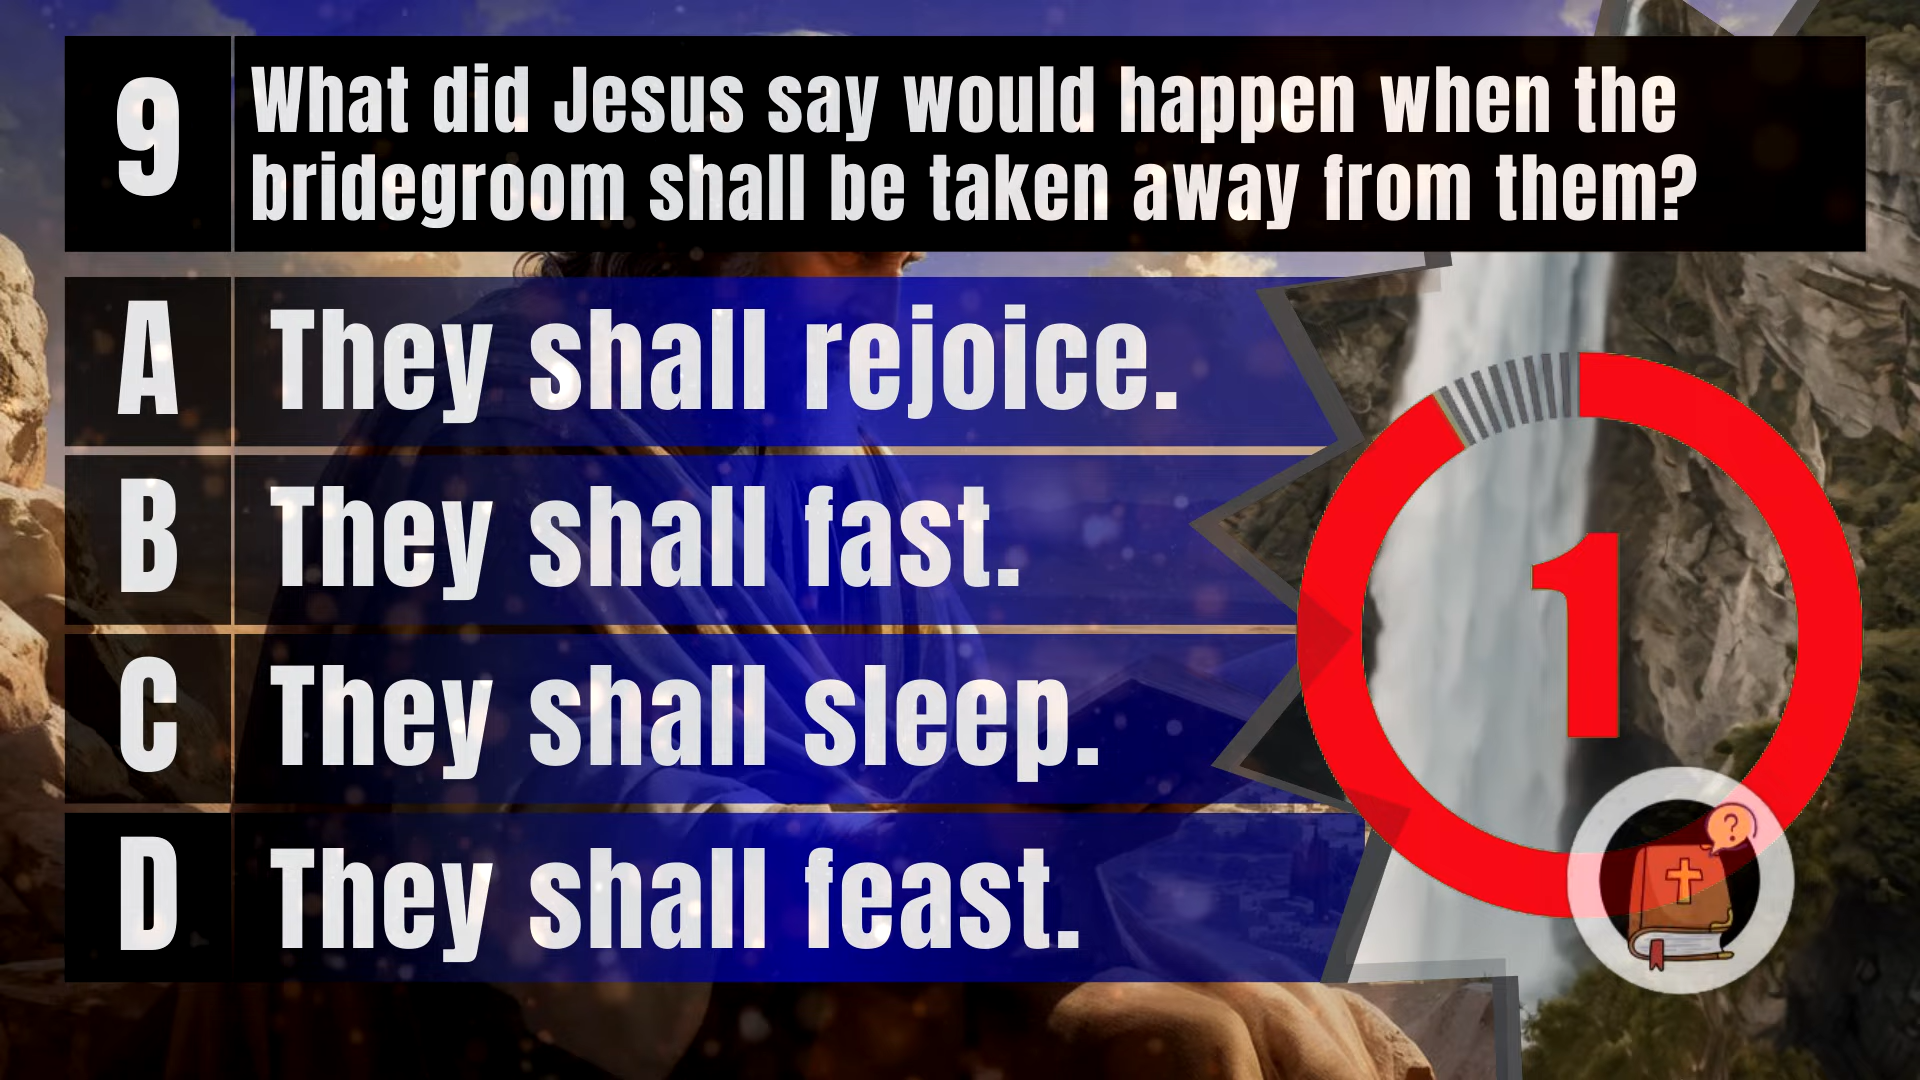 9
What did Jesus say would happen when the
bridegroom shall be taken away from them?
A
They shall rejoice.
B
They shall fast.
C
They shall sleep.
D
They shall feast.
1
?